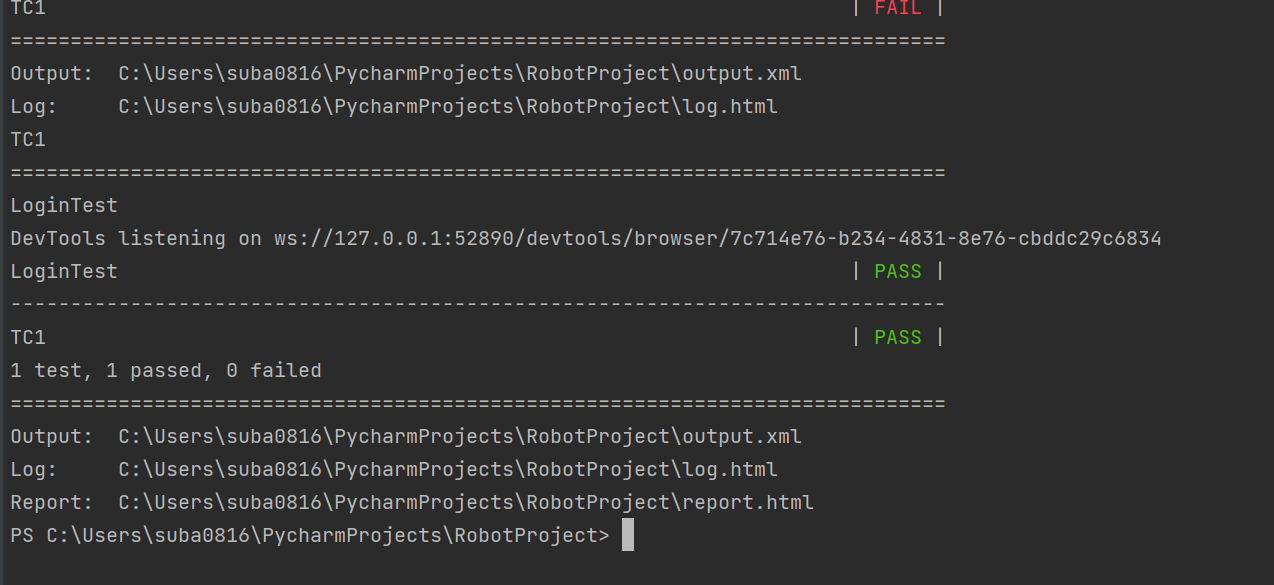 TC1 | FAIL |
==============================================================================
Output:  C:\Users\suba0816\PycharmProjects\RobotProject\output.xml
Log:     C:\Users\suba0816\PycharmProjects\RobotProject\log.html
TC1
==============================================================================
LoginTest
DevTools listening on ws://127.0.0.1:52890/devtools/browser/7c714e76-b234-4831-8e76-cbddc29c6834
LoginTest | PASS |
------------------------------------------------------------------------------
TC1 | PASS |
1 test, 1 passed, 0 failed
==============================================================================
Output:  C:\Users\suba0816\PycharmProjects\RobotProject\output.xml
Log:     C:\Users\suba0816\PycharmProjects\RobotProject\log.html
Report:  C:\Users\suba0816\PycharmProjects\RobotProject\report.html
PS C:\Users\suba0816\PycharmProjects\RobotProject>